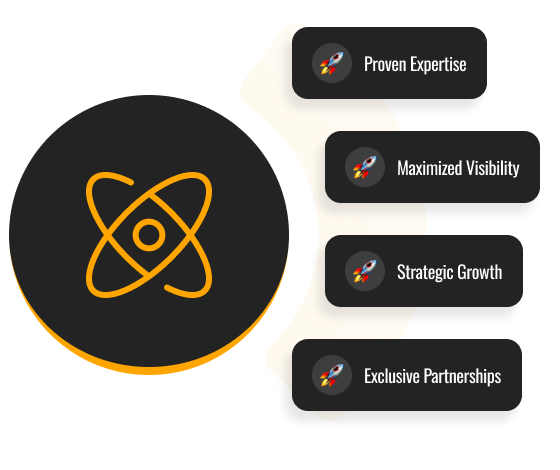 Proven Expertise
Maximized Visibility
Strategic Growth
Exclusive Partnerships